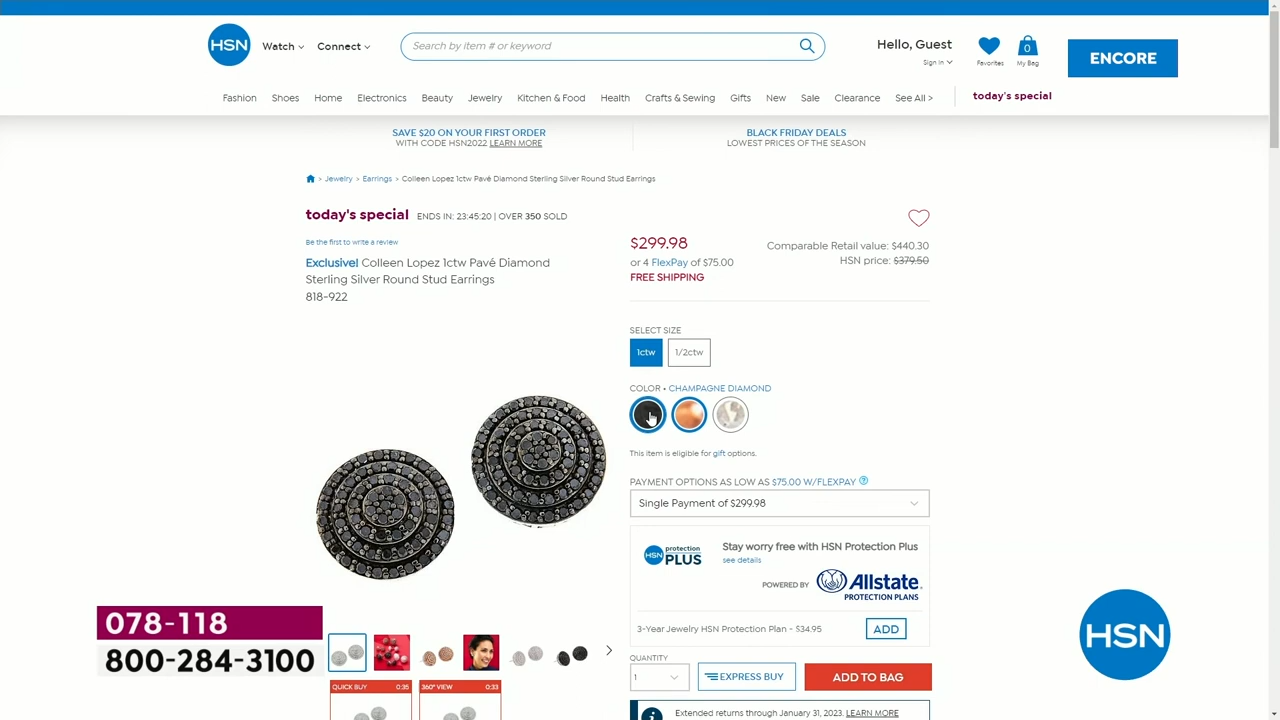 HSN
Watch
Connect
Search by item # or keyword
Hello, Guest
Sign In
Favorites
0
My Bag
ENCORE
Fashion
Shoes
Home
Electronics
Beauty
Jewelry
Kitchen & Food
Health
Crafts & Sewing
Gifts
New
Sale
Clearance
See All >
today's special
SAVE $20 ON YOUR FIRST ORDER
WITH CODE HSN2022 LEARN MORE
BLACK FRIDAY DEALS
LOWEST PRICES OF THE SEASON
> Jewelry > Earrings > Colleen Lopez 1ctw Pavé Diamond Sterling Silver Round Stud Earrings
today's special ENDS IN: 23:45:20 | OVER 350 SOLD
Be the first to write a review
Exclusive! Colleen Lopez 1ctw Pavé Diamond
Sterling Silver Round Stud Earrings
818-922
$299.98
or 4 FlexPay of $75.00
FREE SHIPPING
Comparable Retail value: $440.30
HSN price: $379.50
SELECT SIZE
1ctw
1/2ctw
COLOR • CHAMPAGNE DIAMOND
This item is eligible for gift options.
PAYMENT OPTIONS AS LOW AS $75.00 W/FLEXPAY ?
Single Payment of $299.98
HSN protection PLUS
Stay worry free with HSN Protection Plus
see details
POWERED BY Allstate
PROTECTION PLANS
3-Year Jewelry HSN Protection Plan - $34.95
ADD
QUANTITY
1
EXPRESS BUY
ADD TO BAG
Extended returns through January 31, 2023. LEARN MORE
078-118
800-284-3100
QUICK BUY 0:35
360° VIEW 0:33
HSN